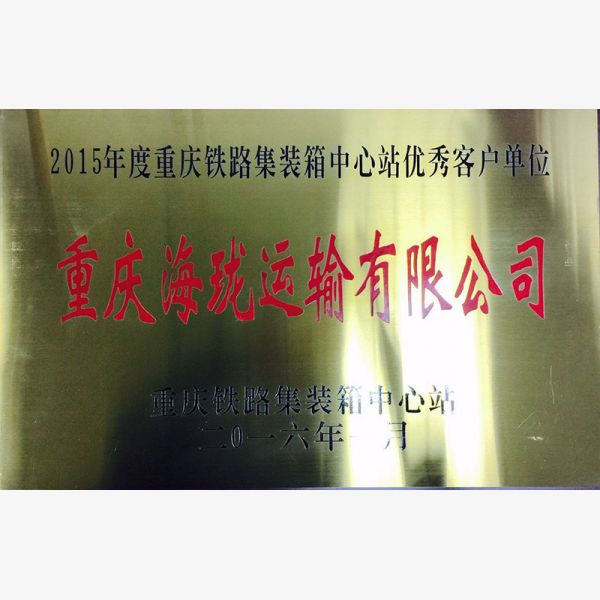 2015年度重庆铁路集装箱中心站优秀客户单位
重庆海珑运输有限公司
重庆铁路集装箱中心站
二0一六年一月